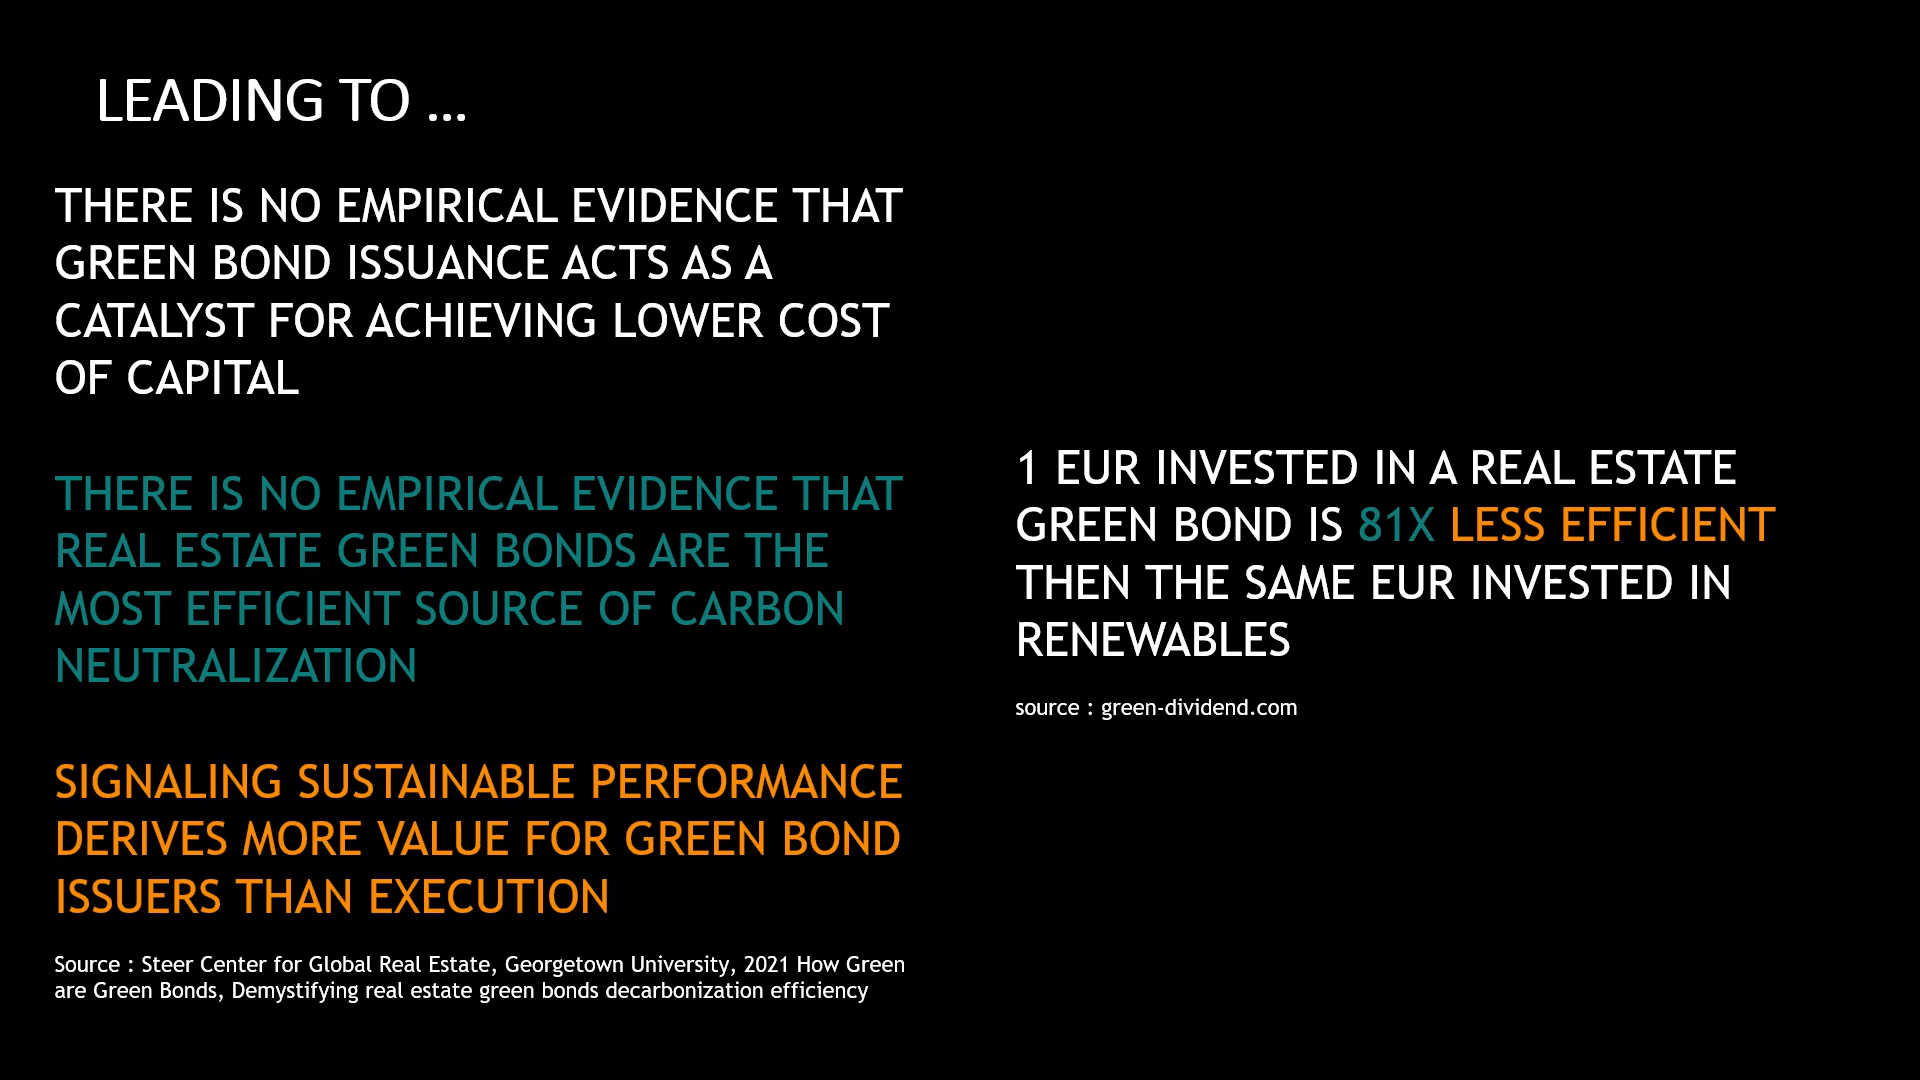 LEADING TO ...
THERE IS NO EMPIRICAL EVIDENCE THAT
GREEN BOND ISSUANCE ACTS AS A
CATALYST FOR ACHIEVING LOWER COST
OF CAPITAL
THERE IS NO EMPIRICAL EVIDENCE THAT
REAL ESTATE GREEN BONDS ARE THE
MOST EFFICIENT SOURCE OF CARBON
NEUTRALIZATION
SIGNALING SUSTAINABLE PERFORMANCE
DERIVES MORE VALUE FOR GREEN BOND
ISSUERS THAN EXECUTION
Source : Steer Center for Global Real Estate, Georgetown University, 2021 How Green
are Green Bonds, Demystifying real estate green bonds decarbonization efficiency
1 EUR INVESTED IN A REAL ESTATE
GREEN BOND IS 81X LESS EFFICIENT
THEN THE SAME EUR INVESTED IN
RENEWABLES
source : green-dividend.com